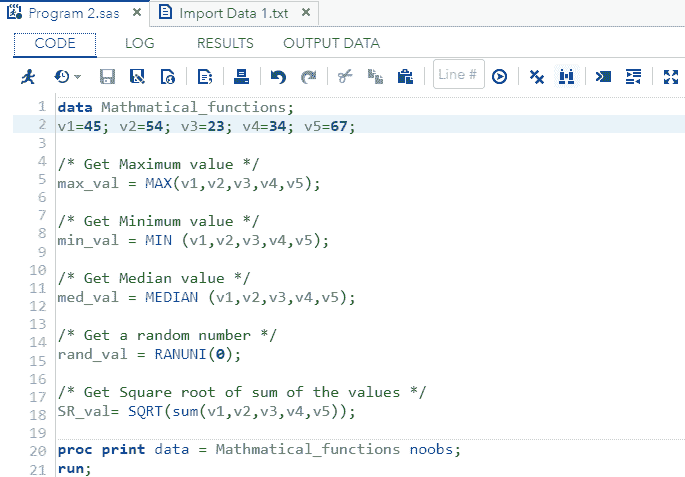 Program 2.sas × Import Data 1.txt ×
CODE LOG RESULTS OUTPUT DATA
Line #
1 data Mathmatical_functions;
2 v1=45; v2=54; v3=23; v4=34; v5=67;
3
4 /* Get Maximum value */
5 max_val = MAX(v1,v2,v3,v4,v5);
6
7 /* Get Minimum value */
8 min_val = MIN (v1,v2,v3,v4,v5);
9
10 /* Get Median value */
11 med_val = MEDIAN (v1,v2,v3,v4,v5);
12
13 /* Get a random number */
14 rand_val = RANUNI(0);
15
16
17 /* Get Square root of sum of the values */
18 SR_val= SQRT(sum(v1,v2,v3,v4,v5));
19
20 proc print data = Mathmatical_functions noobs;
21 run;